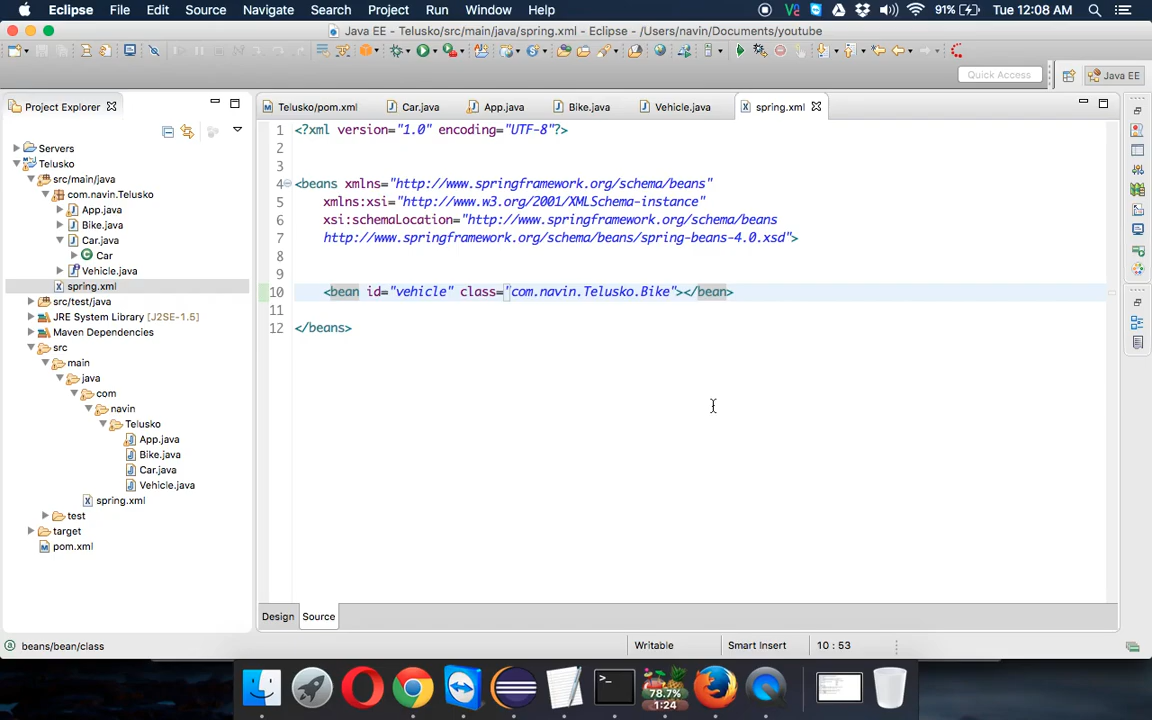 Eclipse File Edit Source Navigate Search Project Run Window Help 91% Tue 12:08 AM
Java EE - Telusko/src/main/java/spring.xml - Eclipse - /Users/navin/Documents/youtube
Quick Access Java EE
Project Explorer
Servers
Telusko
src/main/java
com.navin.Telusko
App.java
Bike.java
Car.java
Car
Vehicle.java
spring.xml
src/test/java
JRE System Library [J2SE-1.5]
Maven Dependencies
src
main
java
com
navin
Telusko
App.java
Bike.java
Car.java
Vehicle.java
spring.xml
test
target
pom.xml
Telusko/pom.xml Car.java App.java Bike.java Vehicle.java spring.xml
1 <?xml version="1.0" encoding="UTF-8"?>
2
3
4 <beans xmlns="http://www.springframework.org/schema/beans"
5 xmlns:xsi="http://www.w3.org/2001/XMLSchema-instance"
6 xsi:schemaLocation="http://www.springframework.org/schema/beans
7 http://www.springframework.org/schema/beans/spring-beans-4.0.xsd">
8
9
10 <bean id="vehicle" class="com.navin.Telusko.Bike"></bean>
11
12 </beans>
Design Source
beans/bean/class Writable Smart Insert 10 : 53
78.7%
1:24